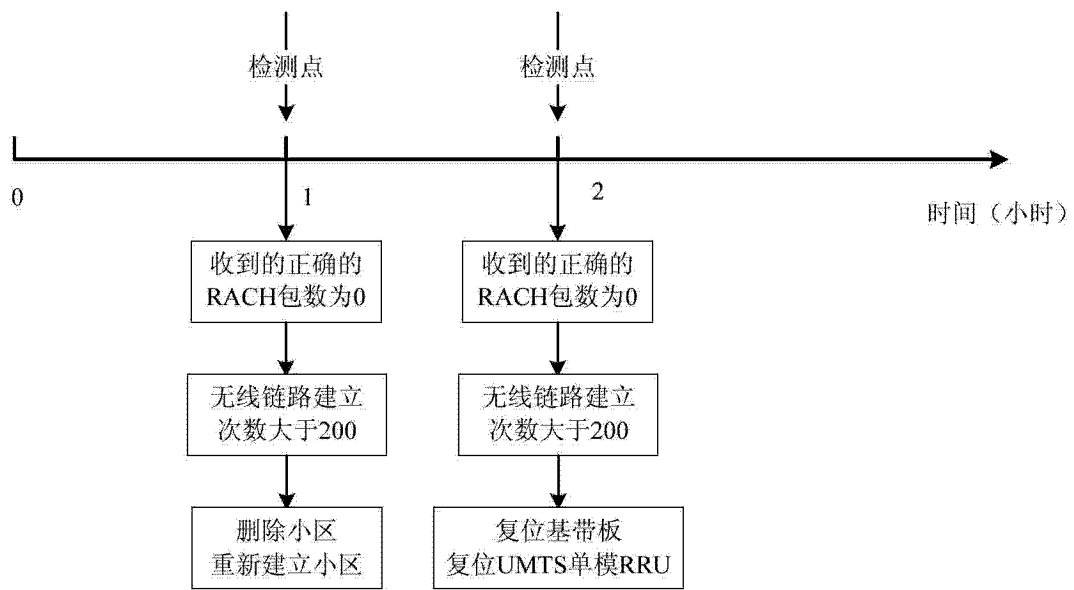 检测点
检测点
0
1
2
时间（小时）
收到的正确的
RACH包数为0
收到的正确的
RACH包数为0
无线链路建立
次数大于200
无线链路建立
次数大于200
删除小区
重新建立小区
复位基带板
复位UMTS单模RRU